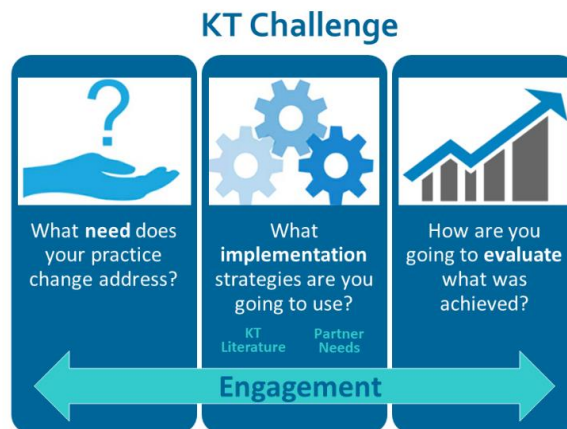 KT Challenge
?
What need does
your practice
change address?
What
implementation
strategies are you
going to use?
KT
Literature
Partner
Needs
How are you
going to evaluate
what was
achieved?
Engagement